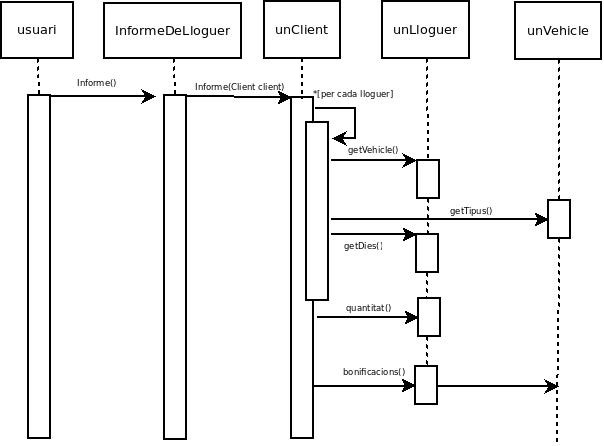 usuari
InformeDeLloguer
unClient
unLloguer
unVehicle
Informe()
Informe(Client client)
*[per cada lloguer]
getVehicle()
getTipus()
getDies()
quantitat()
bonificacions()